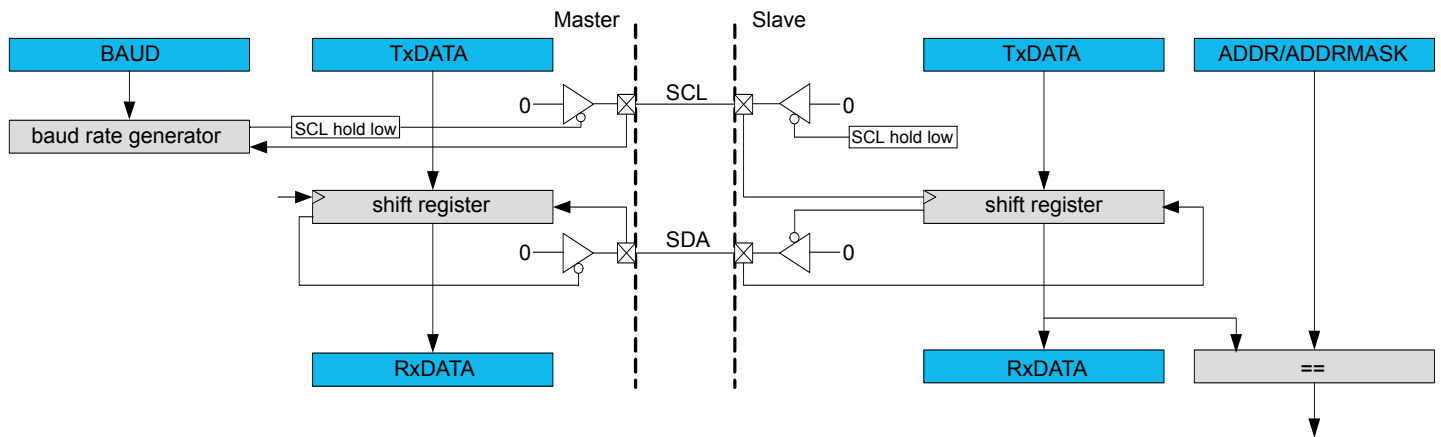 Master
Slave
BAUD
TxDATA
TxDATA
ADDR/ADDRMASK
0
SCL
0
baud rate generator
SCL hold low
SCL hold low
shift register
shift register
SDA
0
0
RxDATA
RxDATA
==